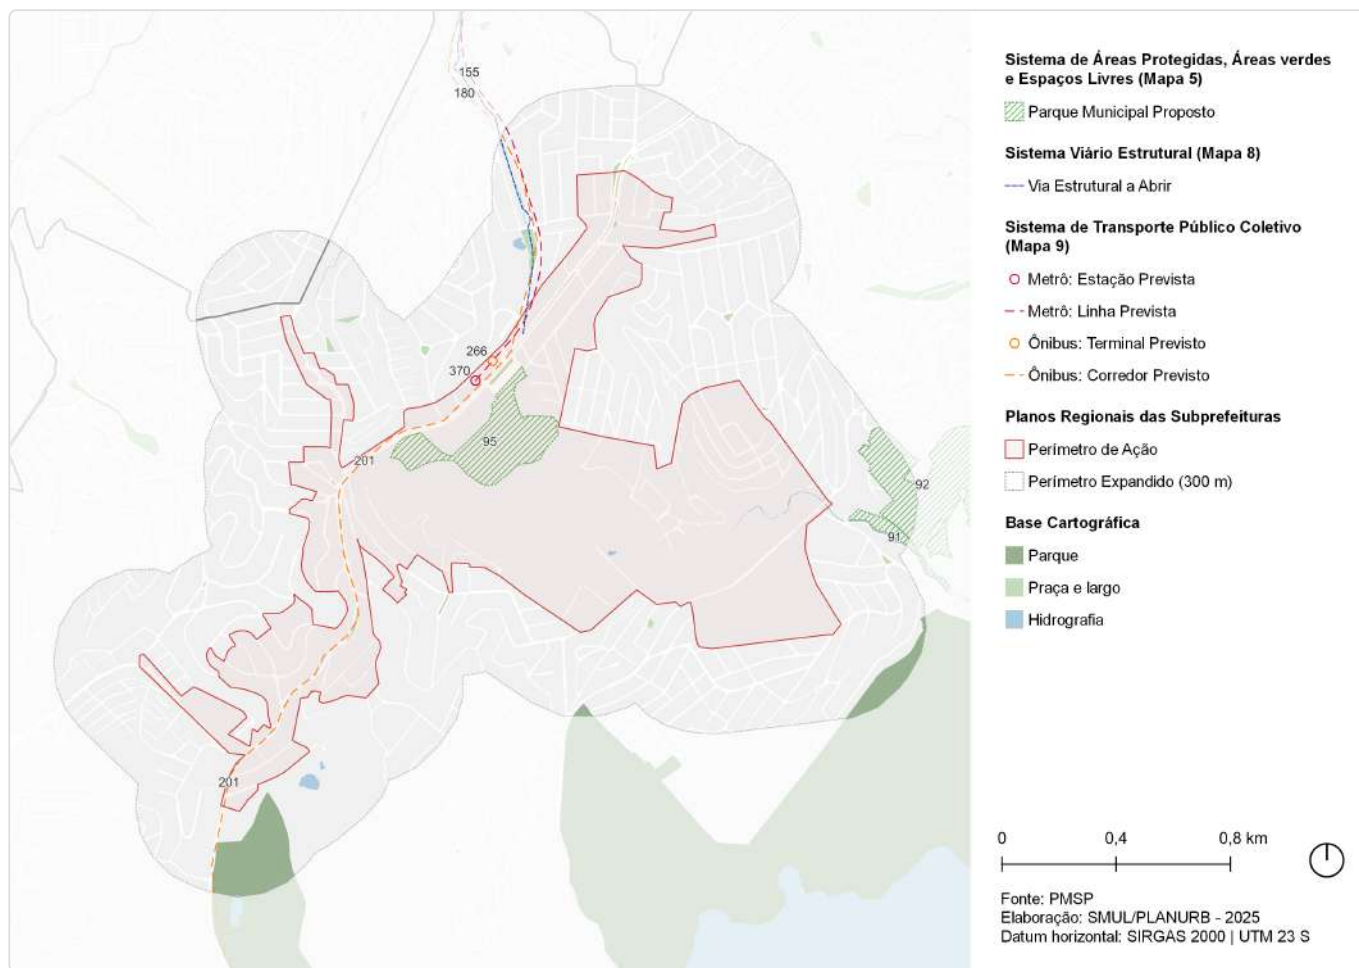 155
180
266
370
95
201
92
91
201
Sistema de Áreas Protegidas, Áreas verdes
e Espaços Livres (Mapa 5)
Parque Municipal Proposto
Sistema Viário Estrutural (Mapa 8)
Via Estrutural a Abrir
Sistema de Transporte Público Coletivo
(Mapa 9)
Metrô: Estação Prevista
Metrô: Linha Prevista
Ônibus: Terminal Previsto
Ônibus: Corredor Previsto
Planos Regionais das Subprefeituras
Perímetro de Ação
Perímetro Expandido (300 m)
Base Cartográfica
Parque
Praça e largo
Hidrografia
0 0,4 0,8 km
Fonte: PMSP
Elaboração: SMUL/PLANURB - 2025
Datum horizontal: SIRGAS 2000 | UTM 23 S